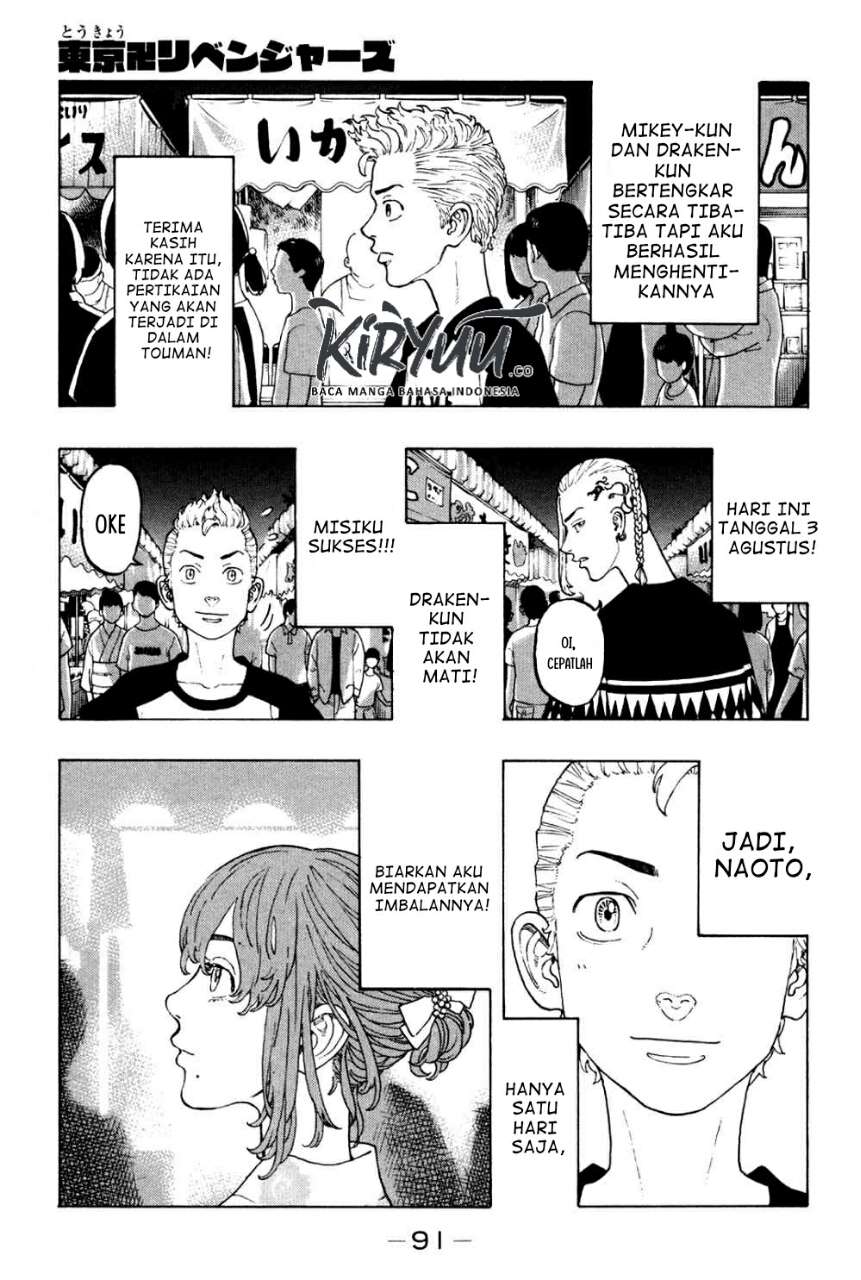 とうきょう
東京卍リベンジャーズ
MIKEY-KUN
DAN DRAKEN-
KUN
BERTENGKAR
SECARA TIBA-
TIBA TAPI AKU
BERHASIL
MENGHENTI-
KANNYA
いか
ん
イス
TERIMA
KASIH
KARENA ITU,
TIDAK ADA
PERTIKAIAN
YANG AKAN
TERJADI DI
DALAM
TOUMAN!
KIRYUU.CO
BACA MANGA BAHASA INDONESIA
HARI INI
TANGGAL 3
AGUSTUS!
OI,
CEPATLAH
DRAKEN-
KUN
TIDAK
AKAN
MATI!
MISIKU
SUKSES!!!
OKE
JADI,
NAOTO,
HANYA
SATU
HARI
SAJA,
BIARKAN AKU
MENDAPATKAN
IMBALANNYA!
—91—